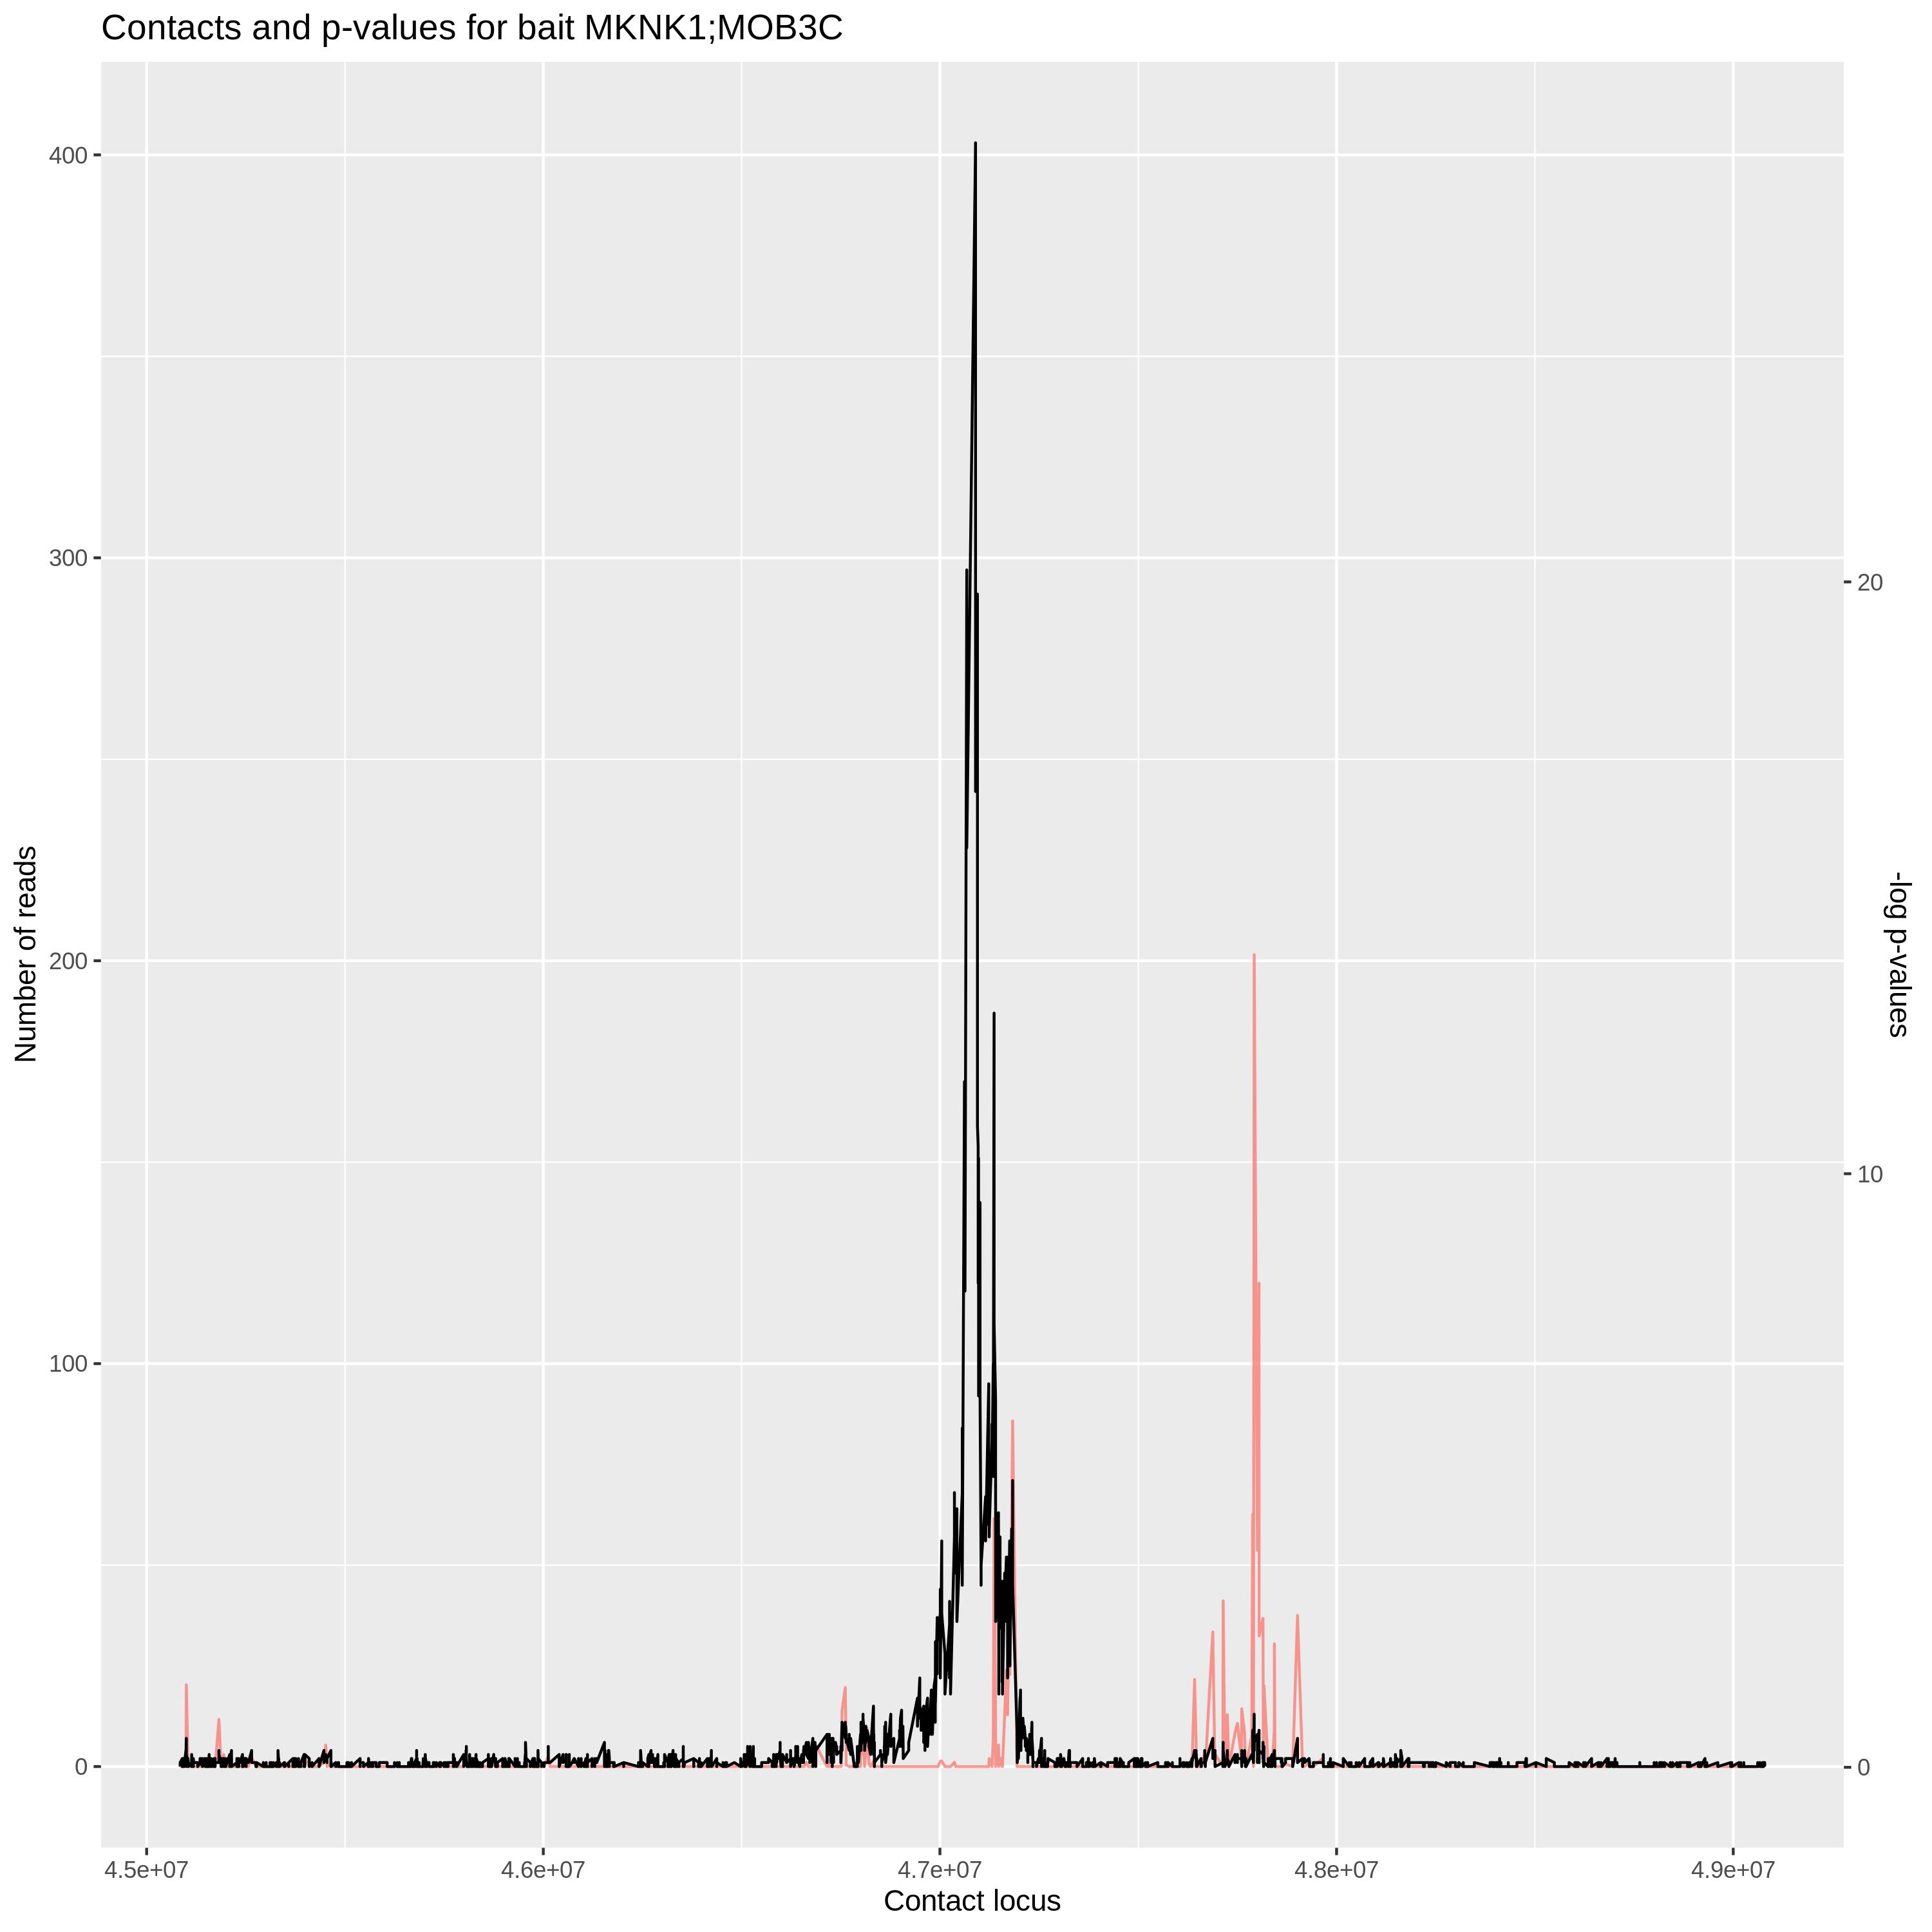 Contacts and p-values for bait MKNK1;MOB3C
400
300
200
100
0
Number of reads
20
10
0
-log p-values
4.5e+07
4.6e+07
4.7e+07
4.8e+07
4.9e+07
Contact locus